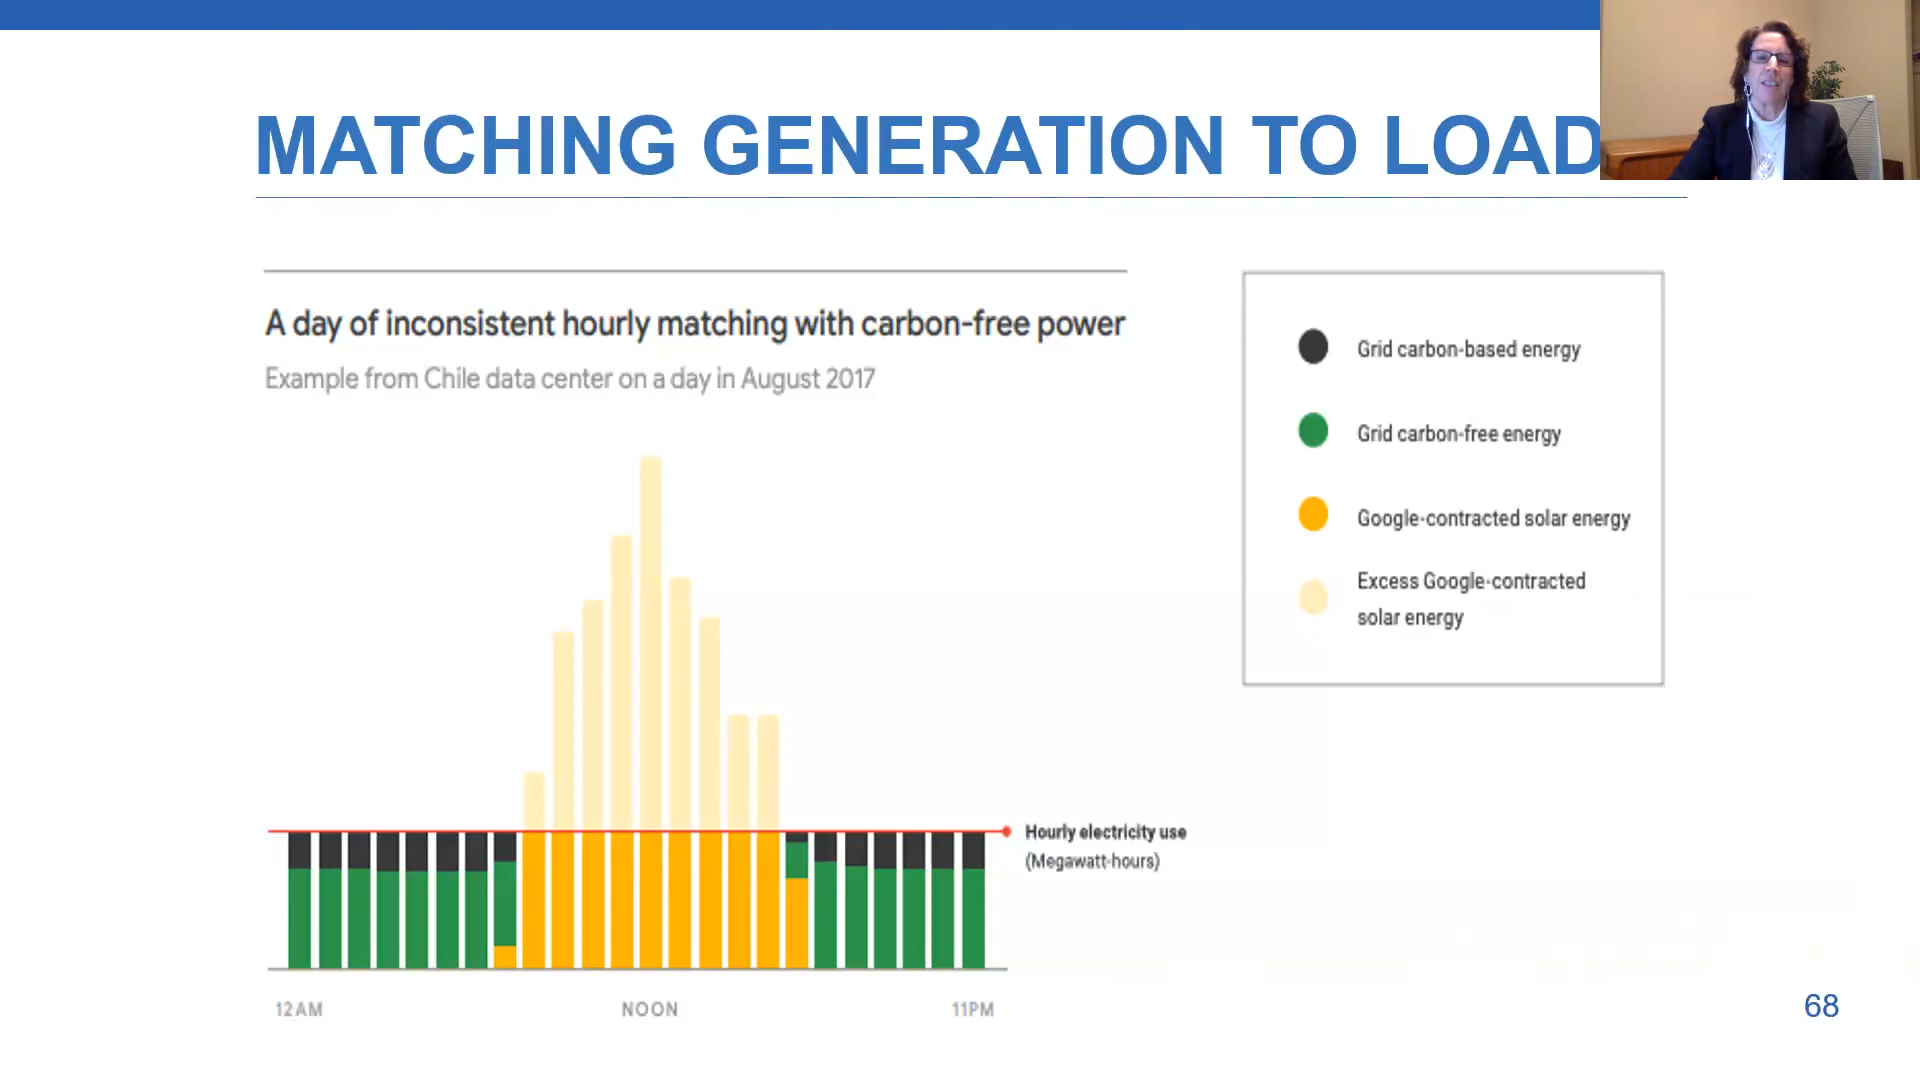 MATCHING GENERATION TO LOAD
A day of inconsistent hourly matching with carbon-free power
Example from Chile data center on a day in August 2017
Grid carbon-based energy
Grid carbon-free energy
Google-contracted solar energy
Excess Google-contracted
solar energy
Hourly electricity use
(Megawatt-hours)
12AM
NOON
11PM
68